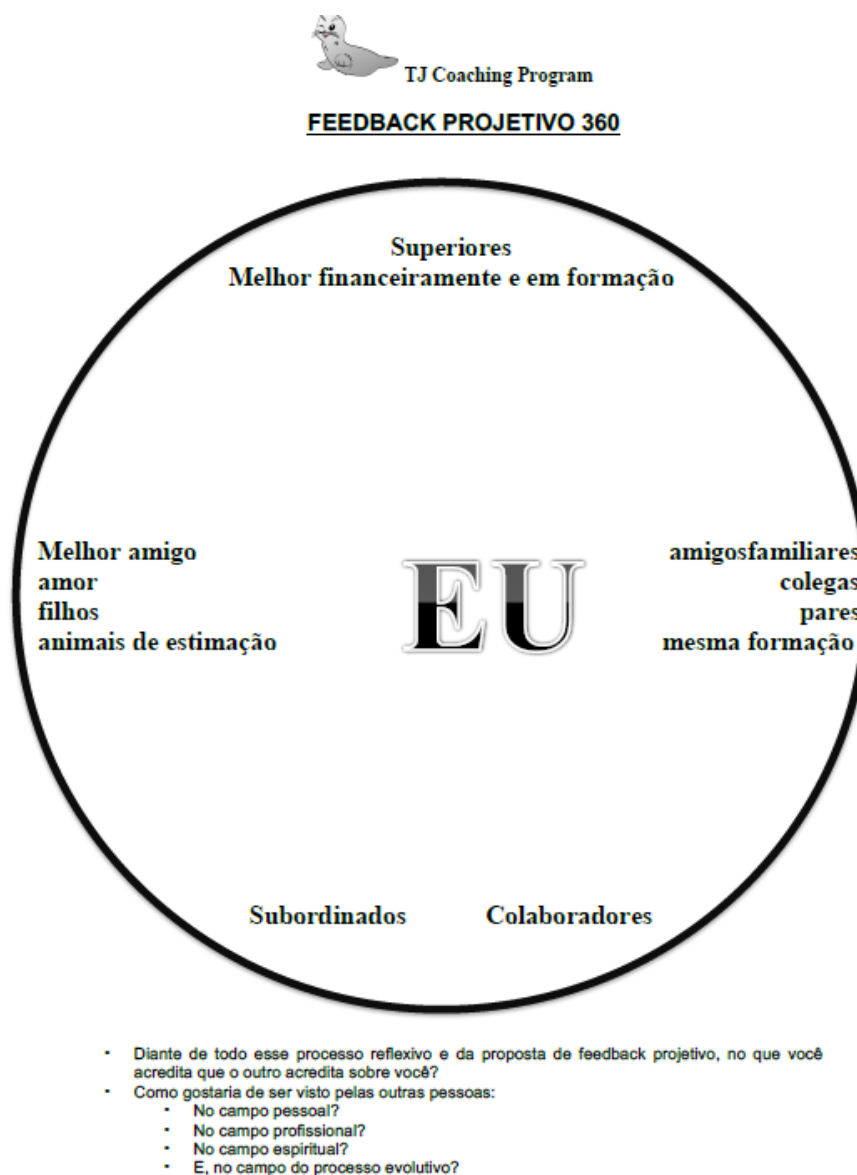 TJ Coaching Program
FEEDBACK PROJETIVO 360
Superiores
Melhor financeiramente e em formação
Melhor amigo
amor
filhos
animais de estimação
EU
amigosfamiliares
colegas
pares
mesma formação
Subordinados Colaboradores
· Diante de todo esse processo reflexivo e da proposta de feedback projetivo, no que você
acredita que o outro acredita sobre você?
· Como gostaria de ser visto pelas outras pessoas:
· No campo pessoal?
· No campo profissional?
· No campo espiritual?
· E, no campo do processo evolutivo?